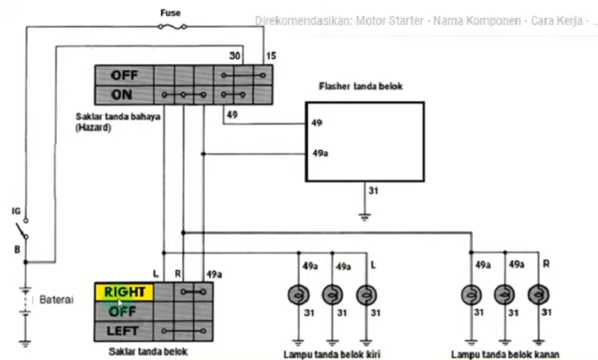 Fuse
Direkomendasikan: Motor Starter - Nama Komponen - Cara Kerja - ...
30
15
OFF
ON
Flasher tanda belok
Saklar tanda bahaya
(Hazard)
49
49
49a
31
IG
B
L
R
49a
49a
49a
L
49a
49a
R
RIGHT
OFF
LEFT
Baterai
31
31
31
31
31
31
Saklar tanda belok
Lampu tanda belok kiri
Lampu tanda belok kanan